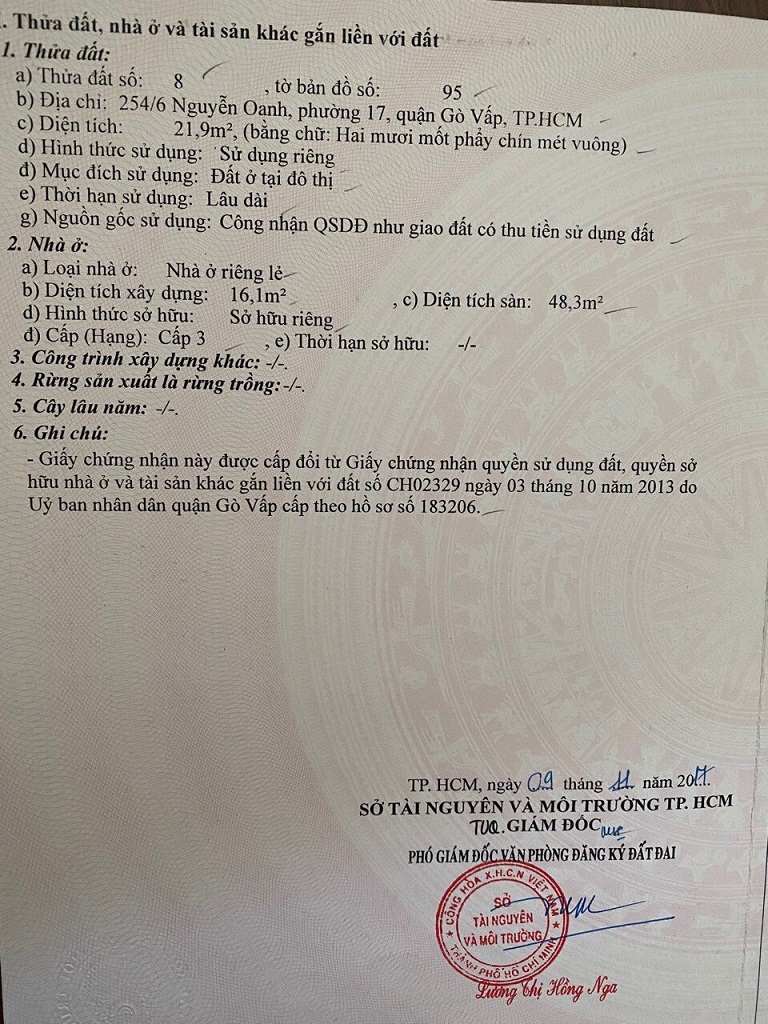 . Thửa đất, nhà ở và tài sản khác gắn liền với đất
1. Thửa đất:
a) Thửa đất số: 8 , tờ bản đồ số: 95
b) Địa chỉ: 254/6 Nguyễn Oanh, phường 17, quận Gò Vấp, TP.HCM
c) Diện tích: 21,9m², (bằng chữ: Hai mươi mốt phẩy chín mét vuông)
d) Hình thức sử dụng: Sử dụng riêng
đ) Mục đích sử dụng: Đất ở tại đô thị
e) Thời hạn sử dụng: Lâu dài
g) Nguồn gốc sử dụng: Công nhận QSDĐ như giao đất có thu tiền sử dụng đất
2. Nhà ở:
a) Loại nhà ở: Nhà ở riêng lẻ
b) Diện tích xây dựng: 16,1m² , c) Diện tích sàn: 48,3m²
d) Hình thức sở hữu: Sở hữu riêng
đ) Cấp (Hạng): Cấp 3 , e) Thời hạn sở hữu: -/-
3. Công trình xây dựng khác: -/-.
4. Rừng sản xuất là rừng trồng: -/-.
5. Cây lâu năm: -/-.
6. Ghi chú:
- Giấy chứng nhận này được cấp đổi từ Giấy chứng nhận quyền sử dụng đất, quyền sở
hữu nhà ở và tài sản khác gắn liền với đất số CH02329 ngày 03 tháng 10 năm 2013 do
Uỷ ban nhân dân quận Gò Vấp cấp theo hồ sơ số 183206.
TP. HCM, ngày 09 tháng 11 năm 2017.
SỞ TÀI NGUYÊN VÀ MÔI TRƯỜNG TP. HCM
TUQ. GIÁM ĐỐC
PHÓ GIÁM ĐỐC VĂN PHÒNG ĐĂNG KÝ ĐẤT ĐAI
CỘNG HÒA X.H.C.N VIỆT NAM
SỞ
TÀI NGUYÊN
VÀ MÔI TRƯỜNG
THÀNH PHỐ HỒ CHÍ MINH
Lương Thị Hồng Nga